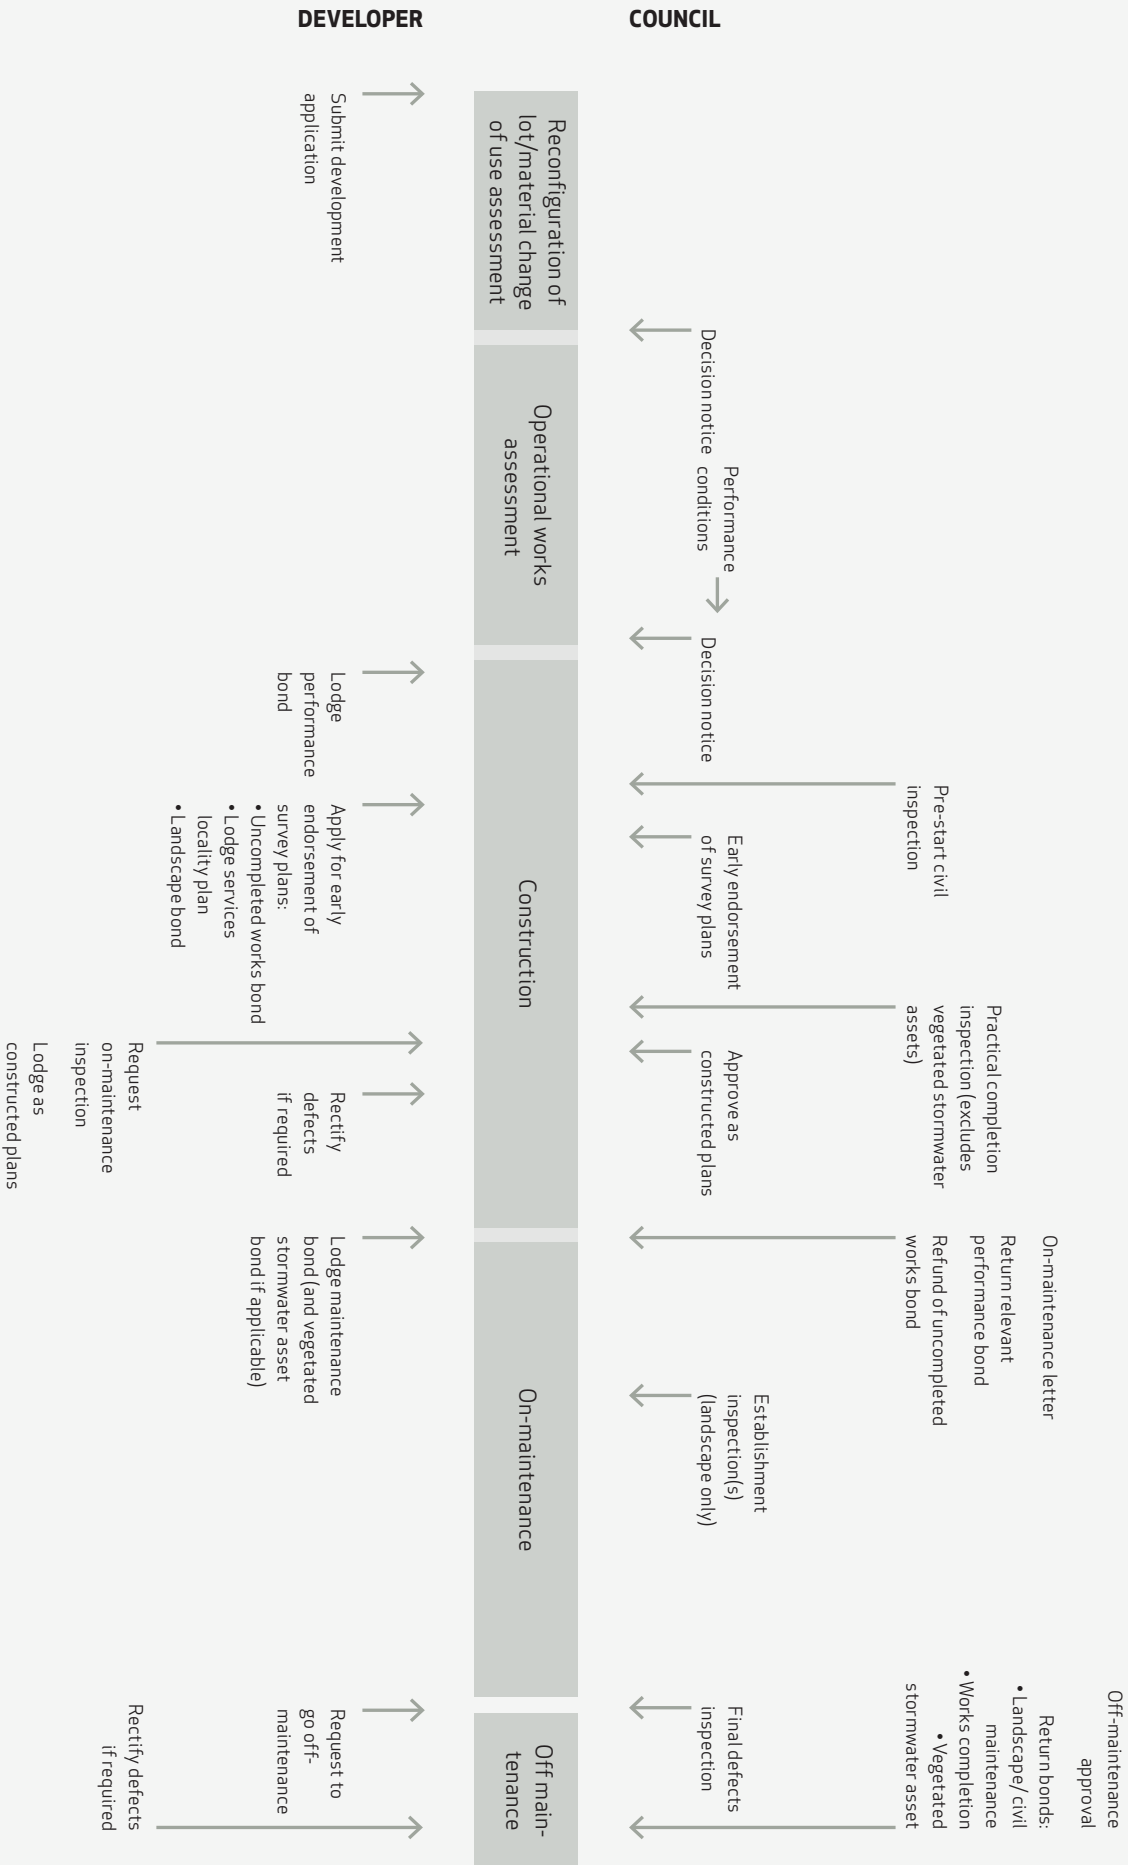 DEVELOPER
COUNCIL
Submit development
application
Reconfiguration of
lot/material change
of use assessment
Decision notice
Performance
conditions
Operational works
assessment
Decision notice
Lodge
performance
bond
Pre-start civil
inspection
Apply for early
endorsement of
survey plans:
• Uncompleted works bond
• Lodge services
locality plan
• Landscape bond
Early endorsement
of survey plans
Construction
Practical completion
inspection (excludes
vegetated stormwater
assets)
Request
on-maintenance
inspection
Lodge as
constructed plans
Approve as
constructed plans
Rectify
defects
if required
Lodge maintenance
bond (and vegetated
stormwater asset
bond if applicable)
On-maintenance letter
Return relevant
performance bond
Refund of uncompleted
works bond
On-maintenance
Establishment
inspection(s)
(landscape only)
Request to
go off-
maintenance
Final defects
inspection
Off main-
tenance
Rectify defects
if required
Off-maintenance
approval
Return bonds:
• Landscape/ civil
maintenance
• Works completion
• Vegetated
stormwater asset